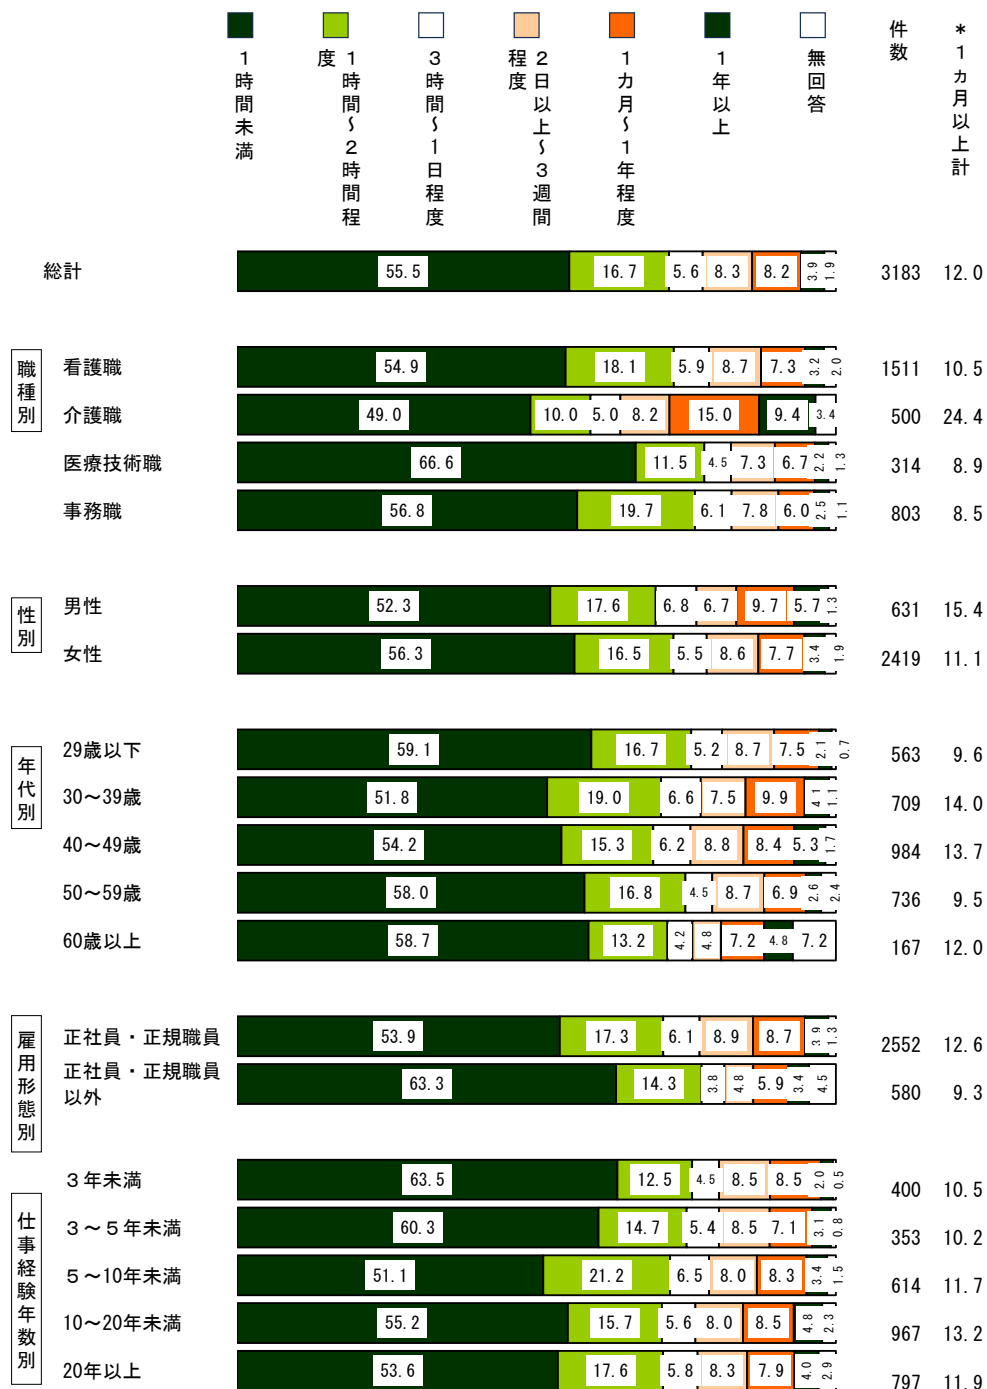 1時間未満
1時間～2時間程度
3時間～1日程度
2日以上～3週間程度
1カ月～1年程度
1年以上
無回答
件数
*1カ月以上計
総計 55.5 16.7 5.6 8.3 8.2 3.9 1.9 3183 12.0
職種別
看護職 54.9 18.1 5.9 8.7 7.3 3.2 2.0 1511 10.5
介護職 49.0 10.0 5.0 8.2 15.0 9.4 3.4 500 24.4
医療技術職 66.6 11.5 4.5 7.3 6.7 2.2 1.3 314 8.9
事務職 56.8 19.7 6.1 7.8 6.0 2.5 1.1 803 8.5
性別
男性 52.3 17.6 6.8 6.7 9.7 5.7 1.3 631 15.4
女性 56.3 16.5 5.5 8.6 7.7 3.4 1.9 2419 11.1
年代別
29歳以下 59.1 16.7 5.2 8.7 7.5 2.1 0.7 563 9.6
30～39歳 51.8 19.0 6.6 7.5 9.9 4.1 1.1 709 14.0
40～49歳 54.2 15.3 6.2 8.8 8.4 5.3 1.7 984 13.7
50～59歳 58.0 16.8 4.5 8.7 6.9 2.6 2.4 736 9.5
60歳以上 58.7 13.2 4.2 4.8 7.2 4.8 7.2 167 12.0
雇用形態別
正社員・正規職員 53.9 17.3 6.1 8.9 8.7 3.9 1.3 2552 12.6
正社員・正規職員
以外 63.3 14.3 3.8 4.8 5.9 3.4 4.5 580 9.3
仕事経験年数別
３年未満 63.5 12.5 4.5 8.5 8.5 2.0 0.5 400 10.5
３～５年未満 60.3 14.7 5.4 8.5 7.1 3.1 0.8 353 10.2
５～10年未満 51.1 21.2 6.5 8.0 8.3 3.4 1.5 614 11.7
10～20年未満 55.2 15.7 5.6 8.0 8.5 4.8 2.3 967 13.2
20年以上 53.6 17.6 5.8 8.3 7.9 4.0 2.9 797 11.9